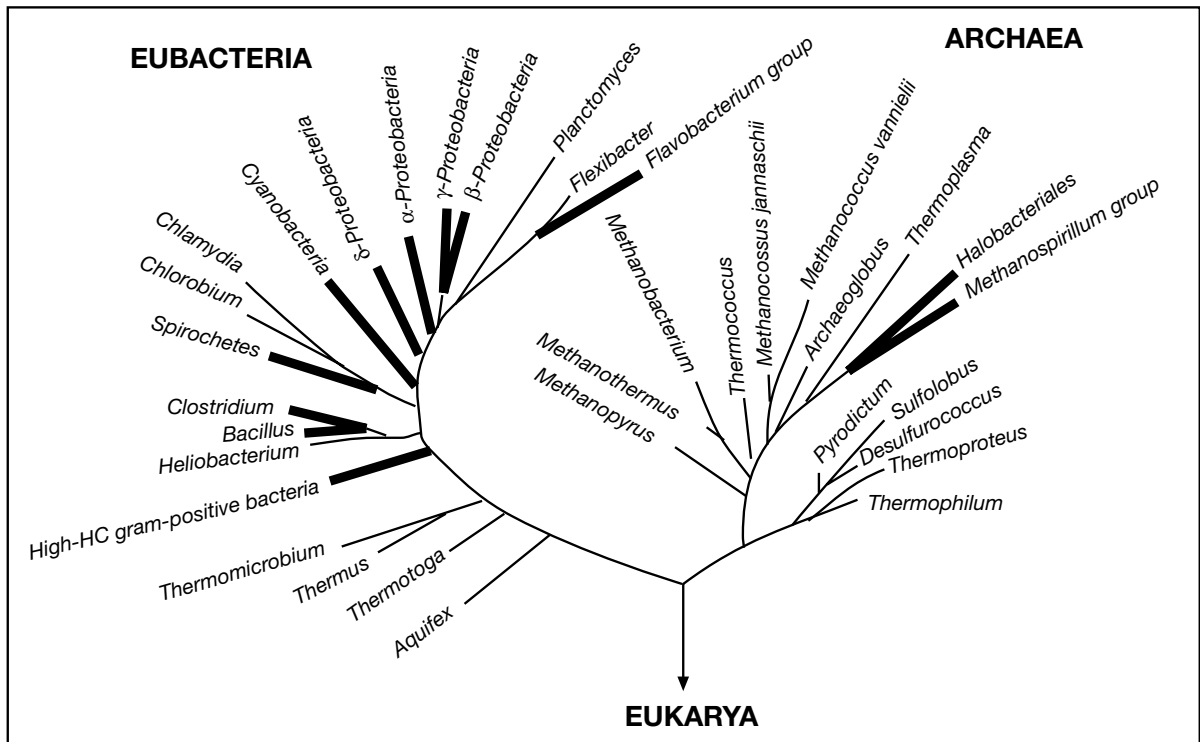 EUBACTERIA
ARCHAEA
Aquifex
Thermotoga
Thermus
Thermomicrobium
High-HC gram-positive bacteria
Heliobacterium
Bacillus
Clostridium
Spirochetes
Chlorobium
Chlamydia
Cyanobacteria
δ-Proteobacteria
α-Proteobacteria
γ-Proteobacteria
β-Proteobacteria
Planctomyces
Flexibacter
Flavobacterium group
Methanopyrus
Methanothermus
Methanobacterium
Thermococcus
Methanocossus jannaschii
Methanococcus vannielii
Archaeoglobus
Thermoplasma
Halobacteriales
Methanospirillum group
Pyrodictum
Sulfolobus
Desulfurococcus
Thermoproteus
Thermophilum
EUKARYA